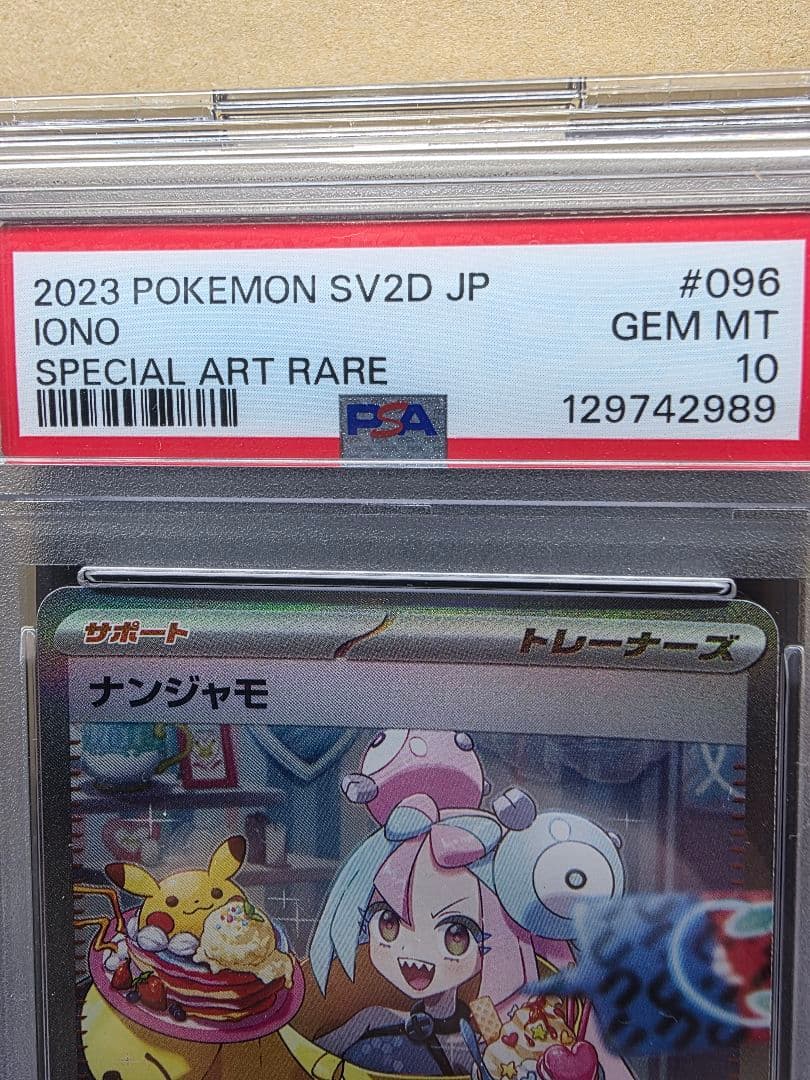 2023 POKEMON SV2D JP #096
IONO GEM MT
SPECIAL ART RARE 10
PSA 129742989
サポート トレーナーズ
ナンジャモ